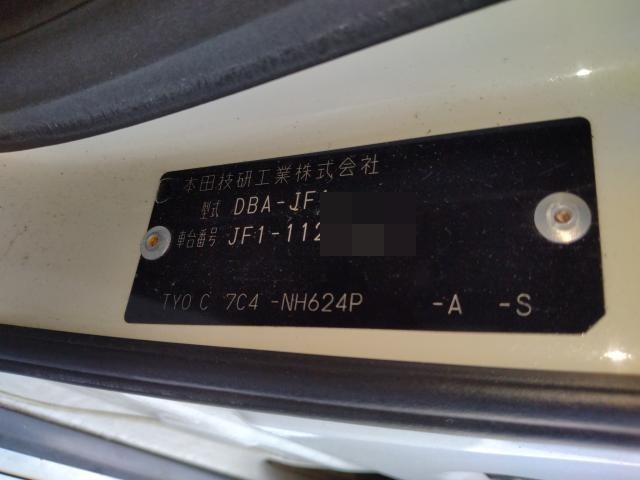 本田技研工業株式会社
型式 DBA-JF
車台番号 JF1-112
TYO C 7C4 -NH624P -A -S